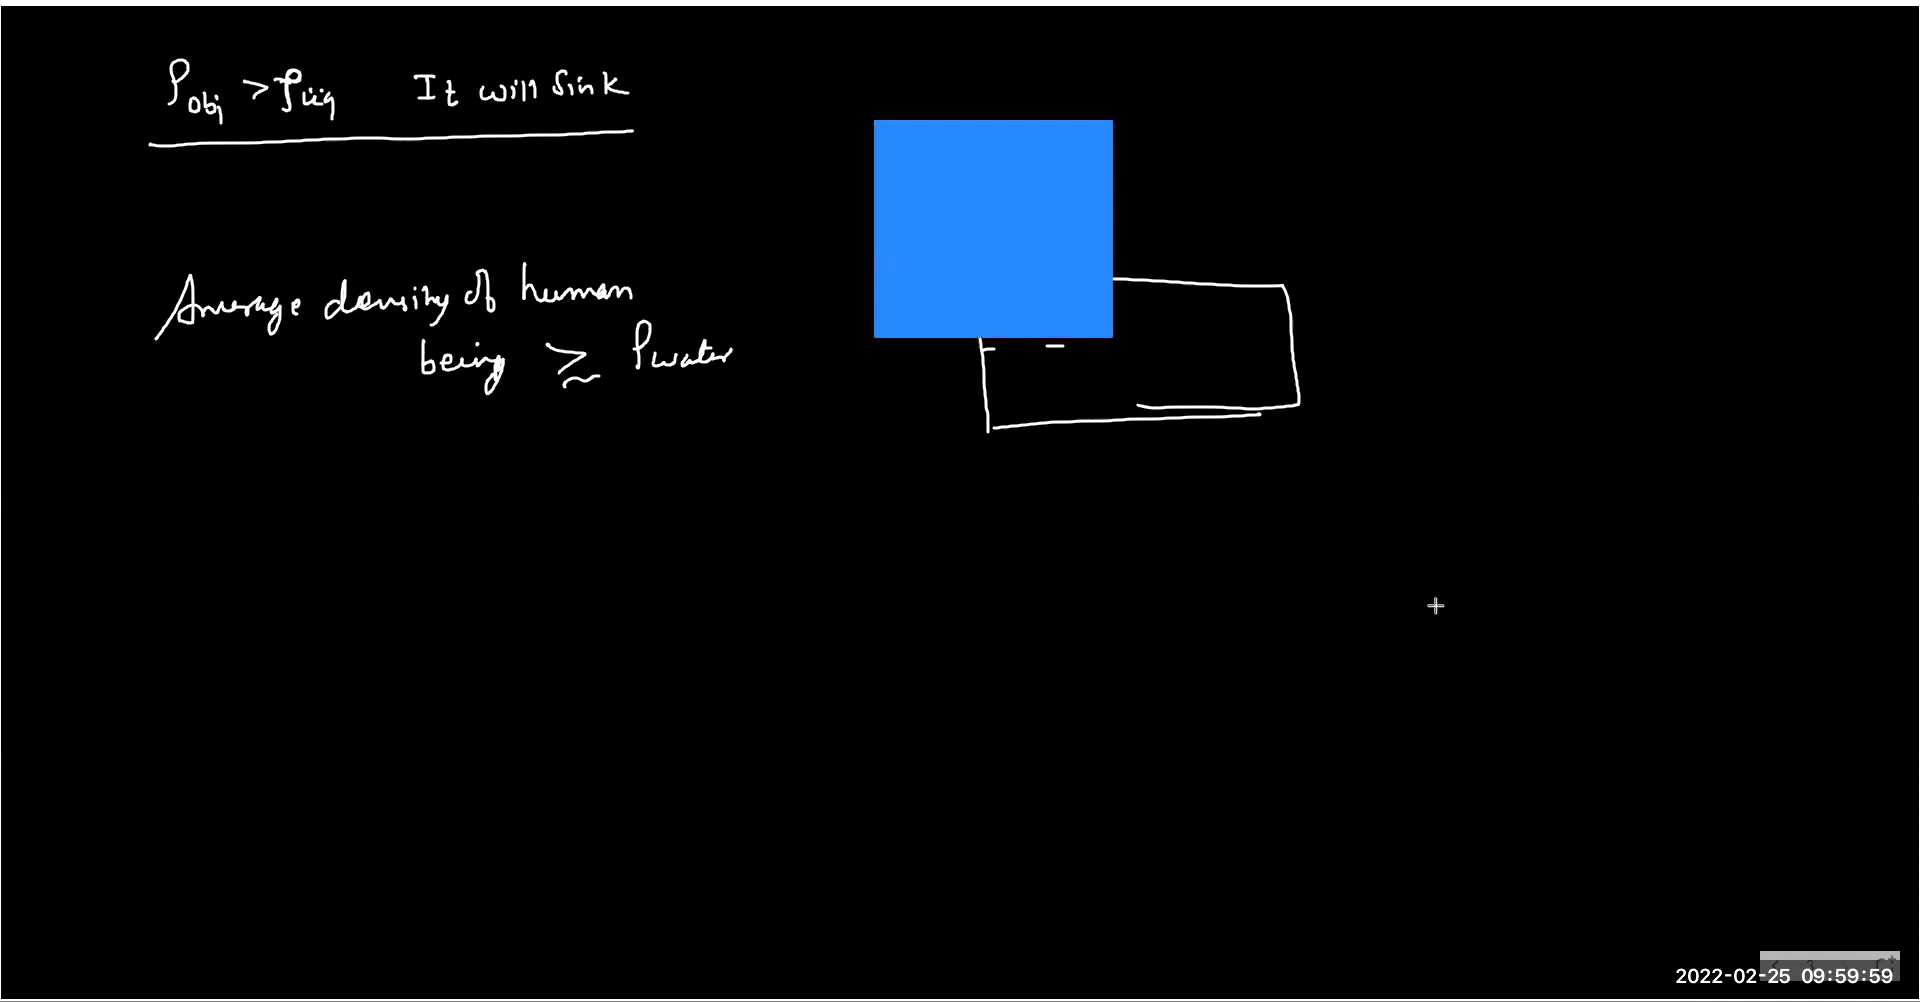 ρobj > ρliq It will Sink
Average density of human
being ≳ ρwater
2022-02-25 09:59:59